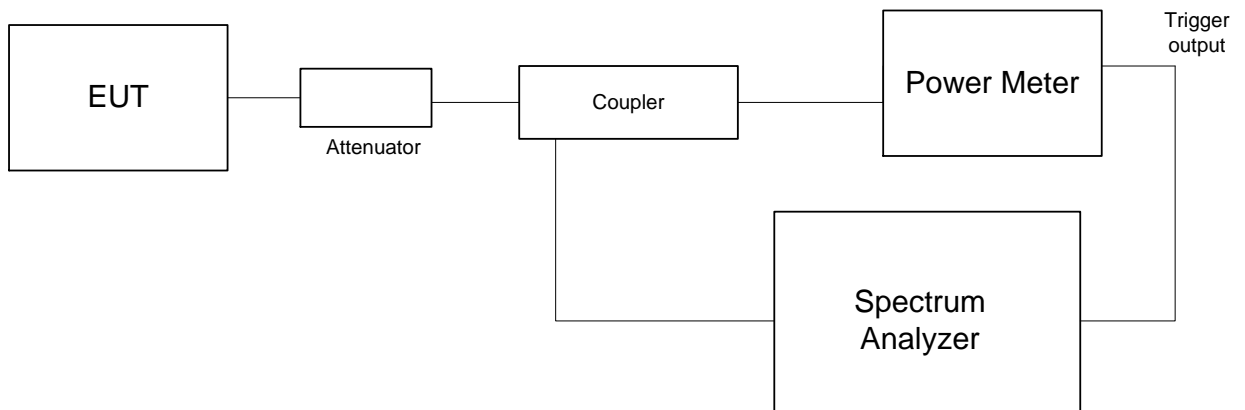 EUT
Attenuator
Coupler
Power Meter
Trigger
output
Spectrum
Analyzer